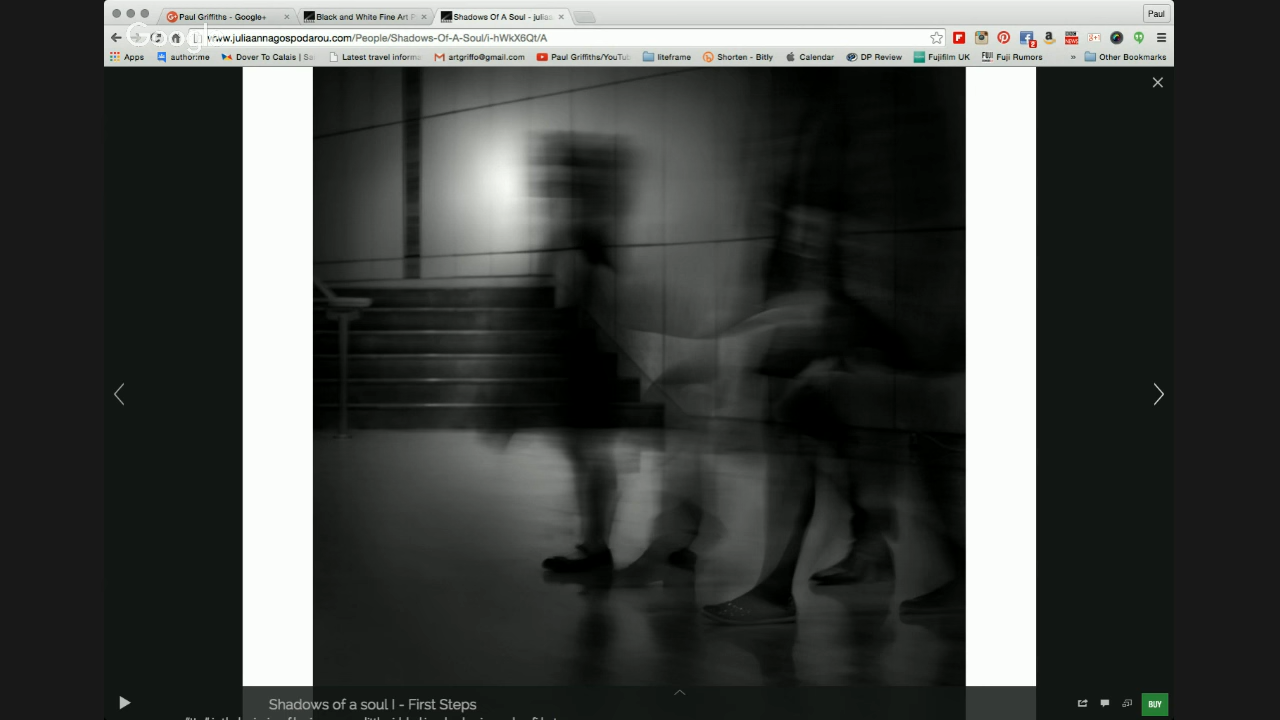 Paul Griffiths - Google+
Black and White Fine Art P
Shadows Of A Soul - julia
Paul
www.juliaannagospodarou.com/People/Shadows-Of-A-Soul/i-hWkX6Qt/A
Apps
author:me
Dover To Calais | Sa
Latest travel informa
artgriffo@gmail.com
Paul Griffiths/YouTub
liteframe
Shorten - Bitly
Calendar
DP Review
Fujifilm UK
Fuji Rumors
»
Other Bookmarks
Shadows of a soul I - First Steps
BUY